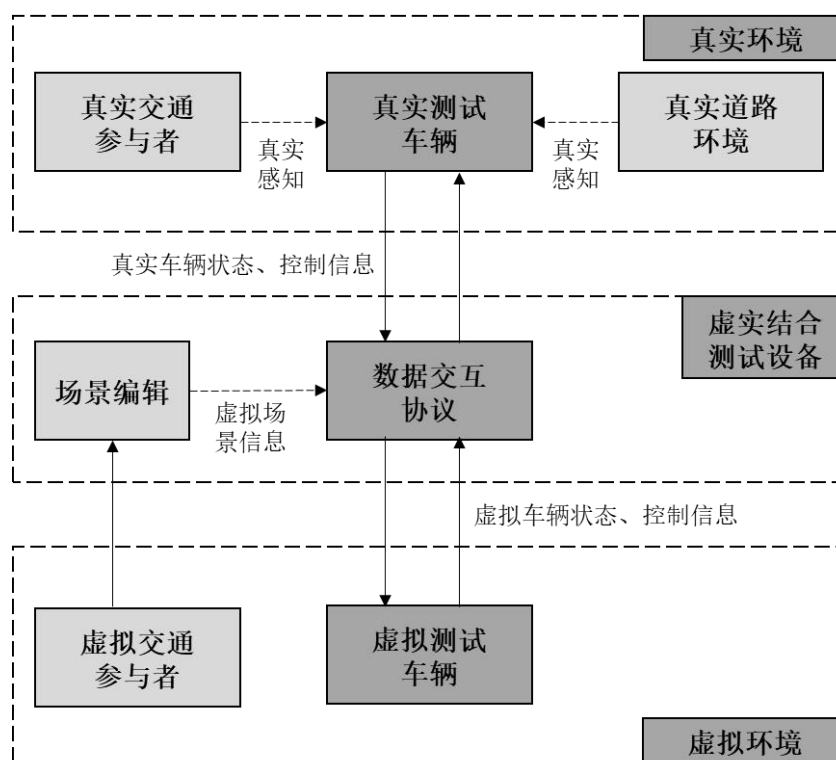 真实环境
真实交通
参与者
真实测试
车辆
真实道路
环境
真实
感知
真实
感知
真实车辆状态、控制信息
虚实结合
测试设备
场景编辑
数据交互
协议
虚拟场
景信息
虚拟车辆状态、控制信息
虚拟交通
参与者
虚拟测试
车辆
虚拟环境